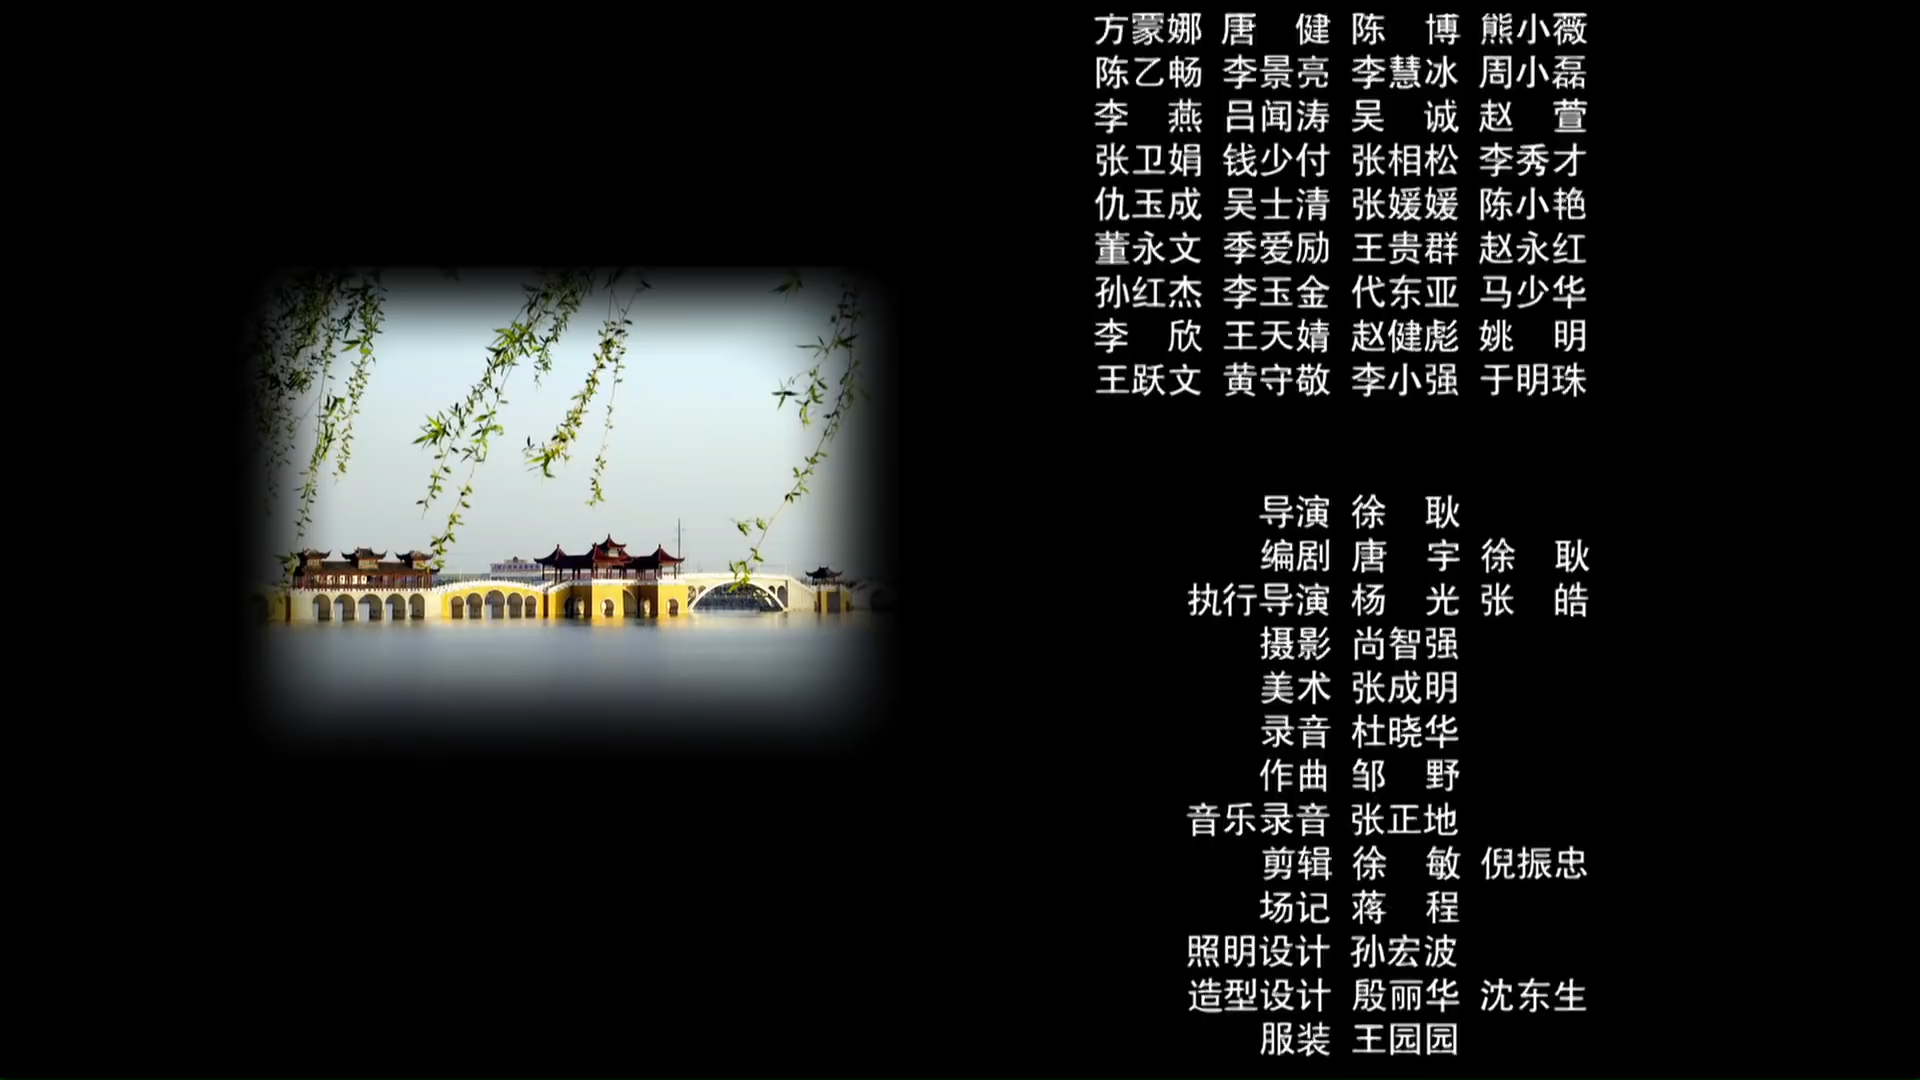 方蒙娜 唐 健 陈 博 熊小薇
陈乙畅 李景亮 李慧冰 周小磊
李 燕 吕闻涛 吴 诚 赵 萱
张卫娟 钱少付 张相松 李秀才
仇玉成 吴士清 张媛媛 陈小艳
董永文 季爱励 王贵群 赵永红
孙红杰 李玉金 代东亚 马少华
李 欣 王天婧 赵健彪 姚 明
王跃文 黄守敬 李小强 于明珠
导演 徐 耿
编剧 唐 宇 徐 耿
执行导演 杨 光 张 皓
摄影 尚智强
美术 张成明
录音 杜晓华
作曲 邹 野
音乐录音 张正地
剪辑 徐 敏 倪振忠
场记 蒋 程
照明设计 孙宏波
造型设计 殷丽华 沈东生
服装 王园园